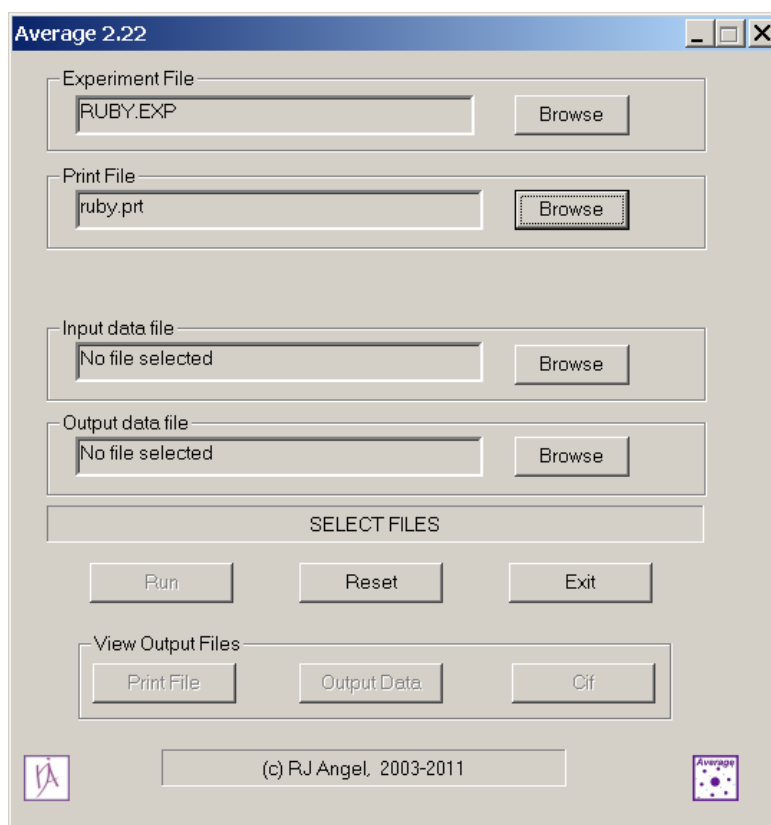 Average 2.22
Experiment File
RUBY.EXP
Browse
Print File
ruby.prt
Browse
Input data file
No file selected
Browse
Output data file
No file selected
Browse
SELECT FILES
Run
Reset
Exit
View Output Files
Print File
Output Data
Cif
(c) RJ Angel, 2003-2011
Average